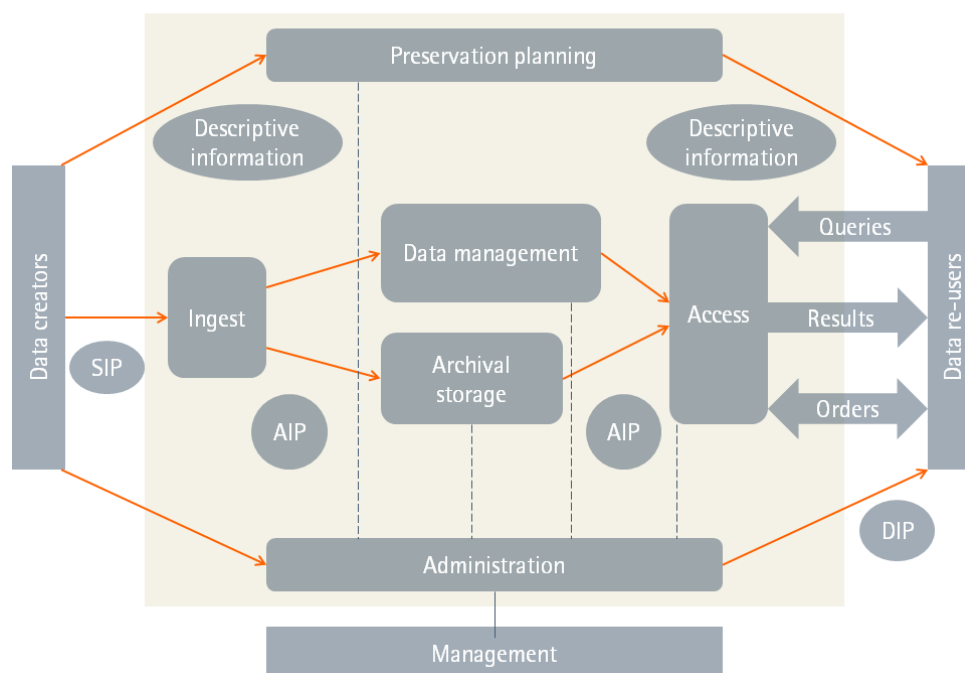 Preservation planning
Descriptive
information
Descriptive
information
Data creators
SIP
Ingest
Data management
Archival
storage
AIP
AIP
Access
Queries
Results
Orders
Data re-users
DIP
Administration
Management